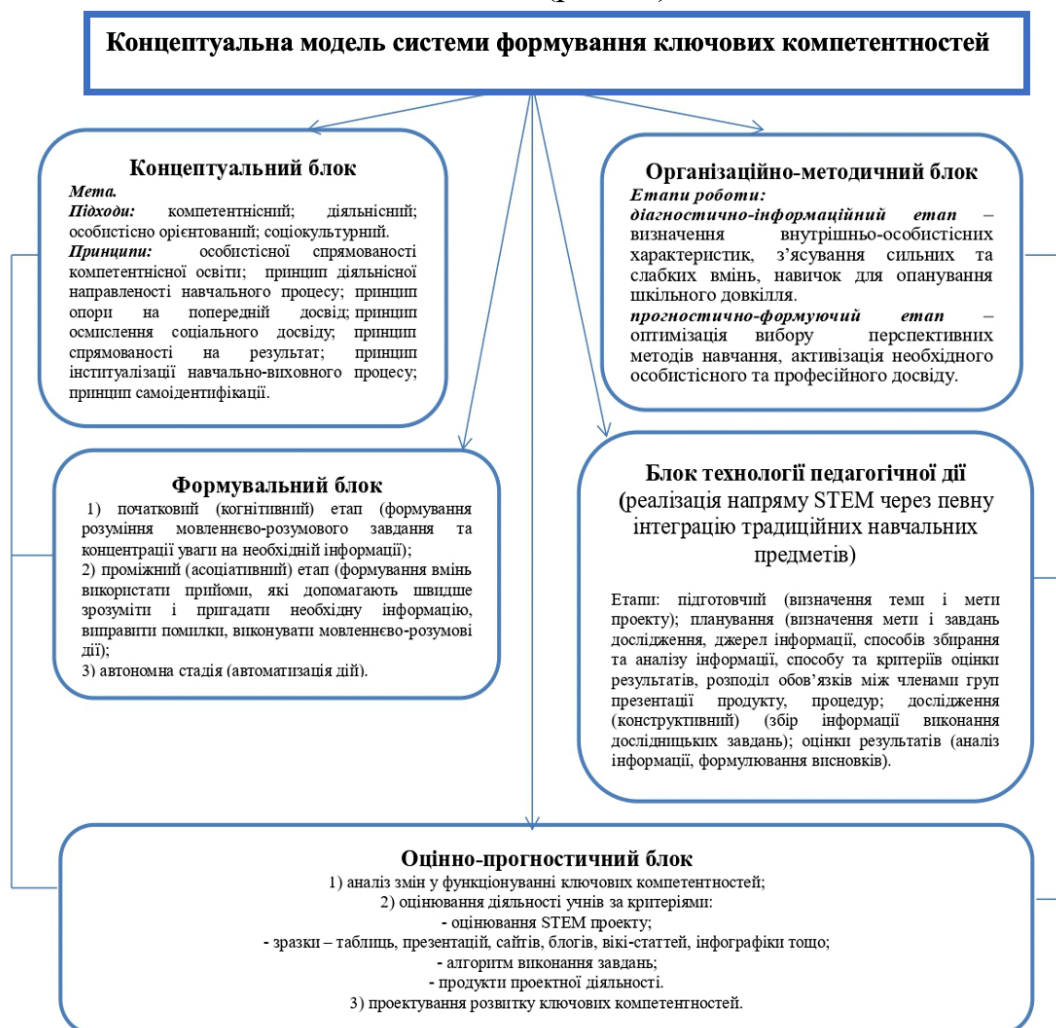 Концептуальна модель системи формування ключових компетентностей
Концептуальний блок
Мета.
Підходи: компетентнісний; діяльнісний;
особистісно орієнтований; соціокультурний.
Принципи: особистісної спрямованості
компетентнісної освіти; принцип діяльнісної
направленості навчального процесу; принцип
опори на попередній досвід; принцип
осмислення соціального досвіду; принцип
спрямованості на результат; принцип
інституалізації навчально-виховного процесу;
принцип самоідентифікації.
Організаційно-методичний блок
Етапи роботи:
діагностично-інформаційний етап –
визначення внутрішньо-особистісних
характеристик, з’ясування сильних та
слабких вмінь, навичок для опанування
шкільного довкілля.
прогностично-формуючий етап –
оптимізація вибору перспективних
методів навчання, активізація необхідного
особистісного та професійного досвіду.
Формувальний блок
1) початковий (когнітивний) етап (формування
розуміння мовленнєво-розумового завдання та
концентрації уваги на необхідній інформації);
2) проміжний (асоціативний) етап (формування вмінь
використати прийоми, які допомагають швидше
зрозуміти і пригадати необхідну інформацію,
виправити помилки, виконувати мовленнєво-розумові
дії);
3) автономна стадія (автоматизація дій).
Блок технології педагогічної дії
(реалізація напряму STEM через певну
інтеграцію традиційних навчальних
предметів)
Етапи: підготовчий (визначення теми і мети
проекту); планування (визначення мети і завдань
дослідження, джерел інформації, способів збирання
та аналізу інформації, способу та критеріїв оцінки
результатів, розподіл обов’язків між членами груп
презентації продукту, процедур; дослідження
(конструктивний) (збір інформації виконання
дослідницьких завдань); оцінки результатів (аналіз
інформації, формулювання висновків).
Оцінно-прогностичний блок
1) аналіз змін у функціонуванні ключових компетентностей;
2) оцінювання діяльності учнів за критеріями:
- оцінювання STEM проекту;
- зразки – таблиць, презентацій, сайтів, блогів, вікі-статтей, інфографіки тощо;
- алгоритм виконання завдань;
- продукти проектної діяльності.
3) проектування розвитку ключових компетентностей.